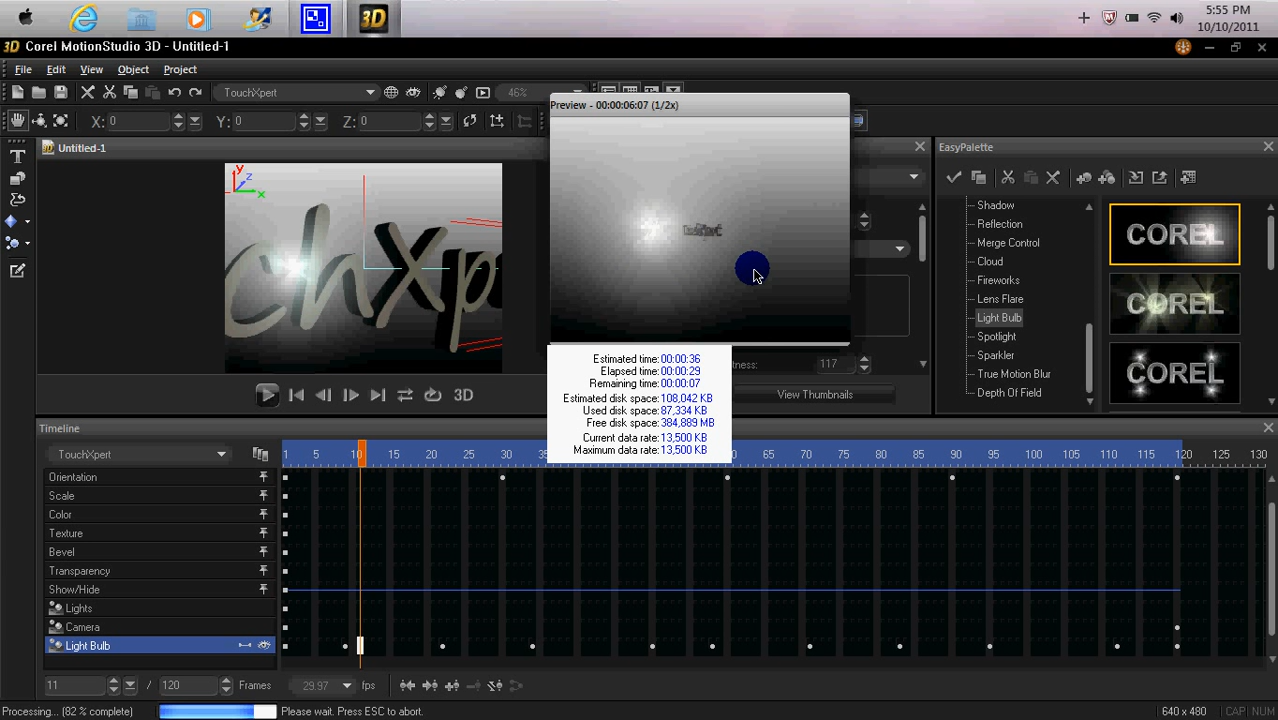 5:55 PM
10/10/2011
3D Corel MotionStudio 3D - Untitled-1
File Edit View Object Project
TouchXpert 46%
X: 0 Y: 0 Z: 0
Preview - 00:00:06:07 (1/2x)
Untitled-1
EasyPalette
chXp
y
z
x
Shadow
Reflection
Merge Control
Cloud
Fireworks
Lens Flare
Light Bulb
Spotlight
Sparkler
True Motion Blur
Depth Of Field
COREL
COREL
COREL
Estimated time: 00:00:36
Elapsed time: 00:00:29
Remaining time: 00:00:07
Estimated disk space: 108,042 KB
Used disk space: 87,334 KB
Free disk space: 384,889 MB
Current data rate: 13,500 KB
Maximum data rate: 13,500 KB
117
View Thumbnails
3D
Timeline
TouchXpert
1 5 10 15 20 25 30 35 40 45 65 70 75 80 85 90 95 100 105 110 115 120 125 130
Orientation
Scale
Color
Texture
Bevel
Transparency
Show/Hide
Lights
Camera
Light Bulb
11 / 120 Frames 29.97 fps
Processing... (82 % complete) Please wait. Press ESC to abort. 640 x 480 CAP NUM